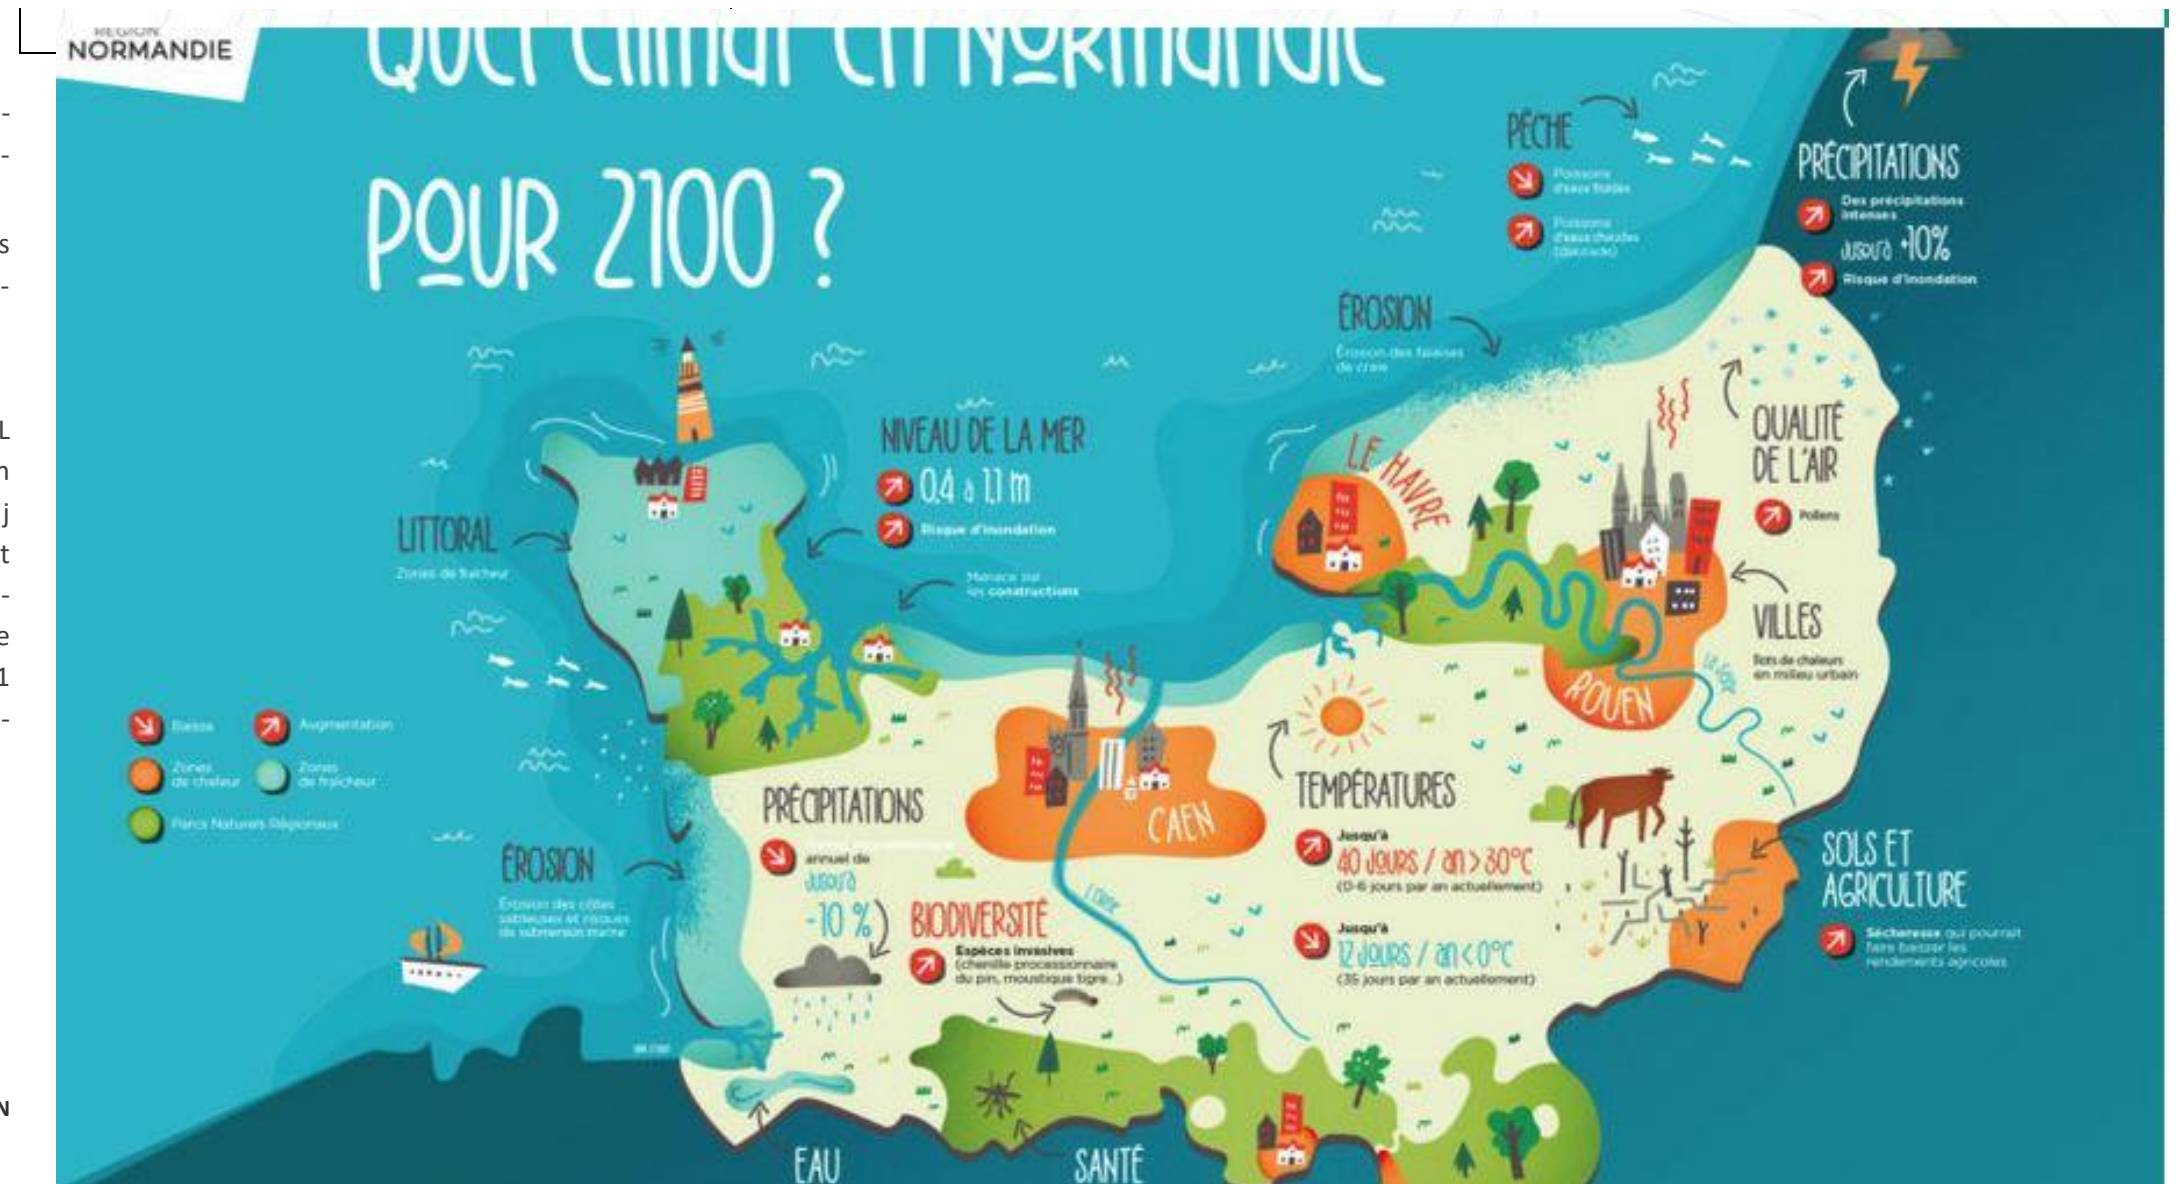 RÉGION
NORMANDIE
Quel climat en Normandie
POUR 2100 ?
PÊCHE
Poissons
d'eaux froides
Poissons
d'eaux chaudes
(daurade)
PRÉCIPITATIONS
Des précipitations
intenses
JUSQU'À +10%
Risque d'inondation
ÉROSION
Érosion des falaises
de craie
NIVEAU DE LA MER
0.4 à 1.1 m
Risque d'inondation
Menace sur
les constructions
LITTORAL
Zones de fraîcheur
LE HAVRE
QUALITÉ
DE L'AIR
Pollens
VILLES
Îlots de chaleurs
en milieu urbain
ROUEN
LA SEINE
Baisse
Augmentation
Zones
de chaleur
Zones
de fraîcheur
Parcs Naturels Régionaux
PRÉCIPITATIONS
annuel de
JUSQU'À
-10 %
CAEN
L'ORNE
TEMPÉRATURES
Jusqu'à
40 JOURS / an > 30°C
(0-6 jours par an actuellement)
Jusqu'à
12 JOURS / an < 0°C
(35 jours par an actuellement)
ÉROSION
Érosion des côtes
sableuses et risques
de submersion marine
BIODIVERSITÉ
Espèces invasives
(chenille processionnaire
du pin, moustique tigre...)
SOLS ET
AGRICULTURE
Sécheresse qui pourrait
faire baisser les
rendements agricoles
EAU
SANTÉ
s
L
n
j
t
e
1
N